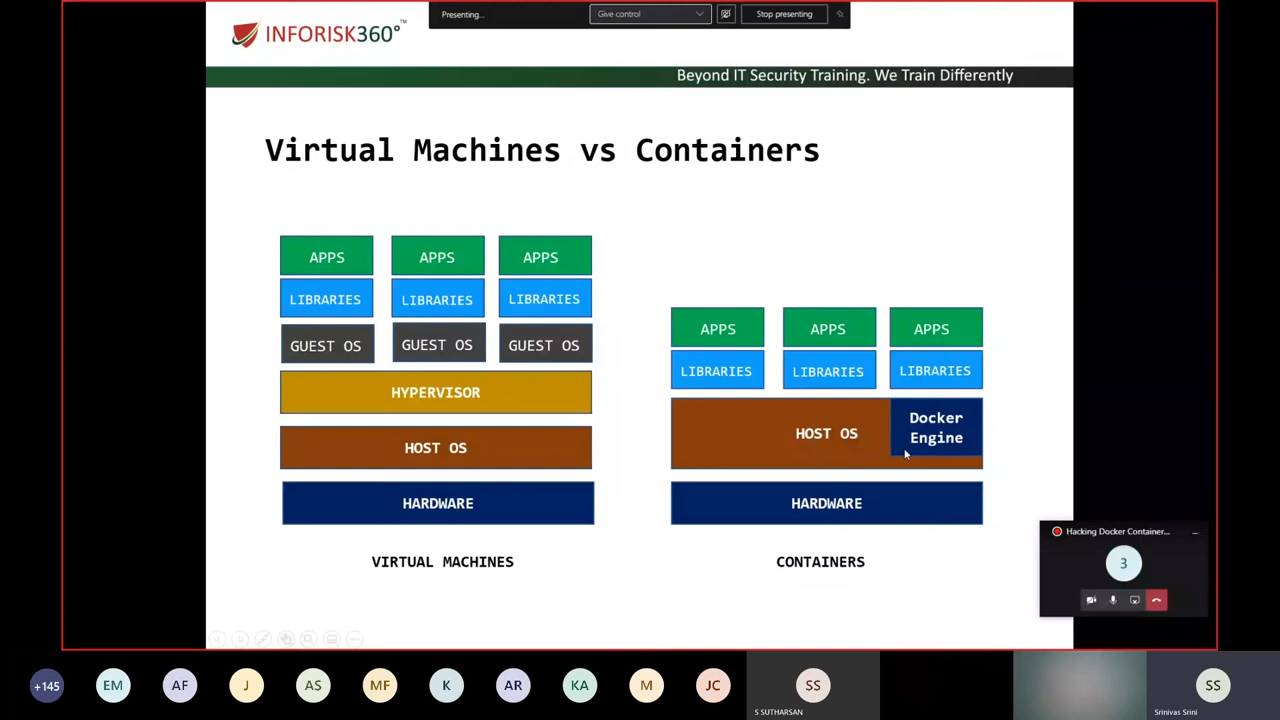 Presenting...
Give control
Stop presenting
INFORISK360°™
Beyond IT Security Training. We Train Differently
Virtual Machines vs Containers
APPS APPS APPS
LIBRARIES LIBRARIES LIBRARIES
GUEST OS GUEST OS GUEST OS
HYPERVISOR
HOST OS
HARDWARE
VIRTUAL MACHINES
APPS APPS APPS
LIBRARIES LIBRARIES LIBRARIES
HOST OS
Docker
Engine
HARDWARE
CONTAINERS
Hacking Docker Container...
3
+145 EM AF J AS MF K AR KA M JC SS SS
S SUTHARSAN
Srinivas Srini